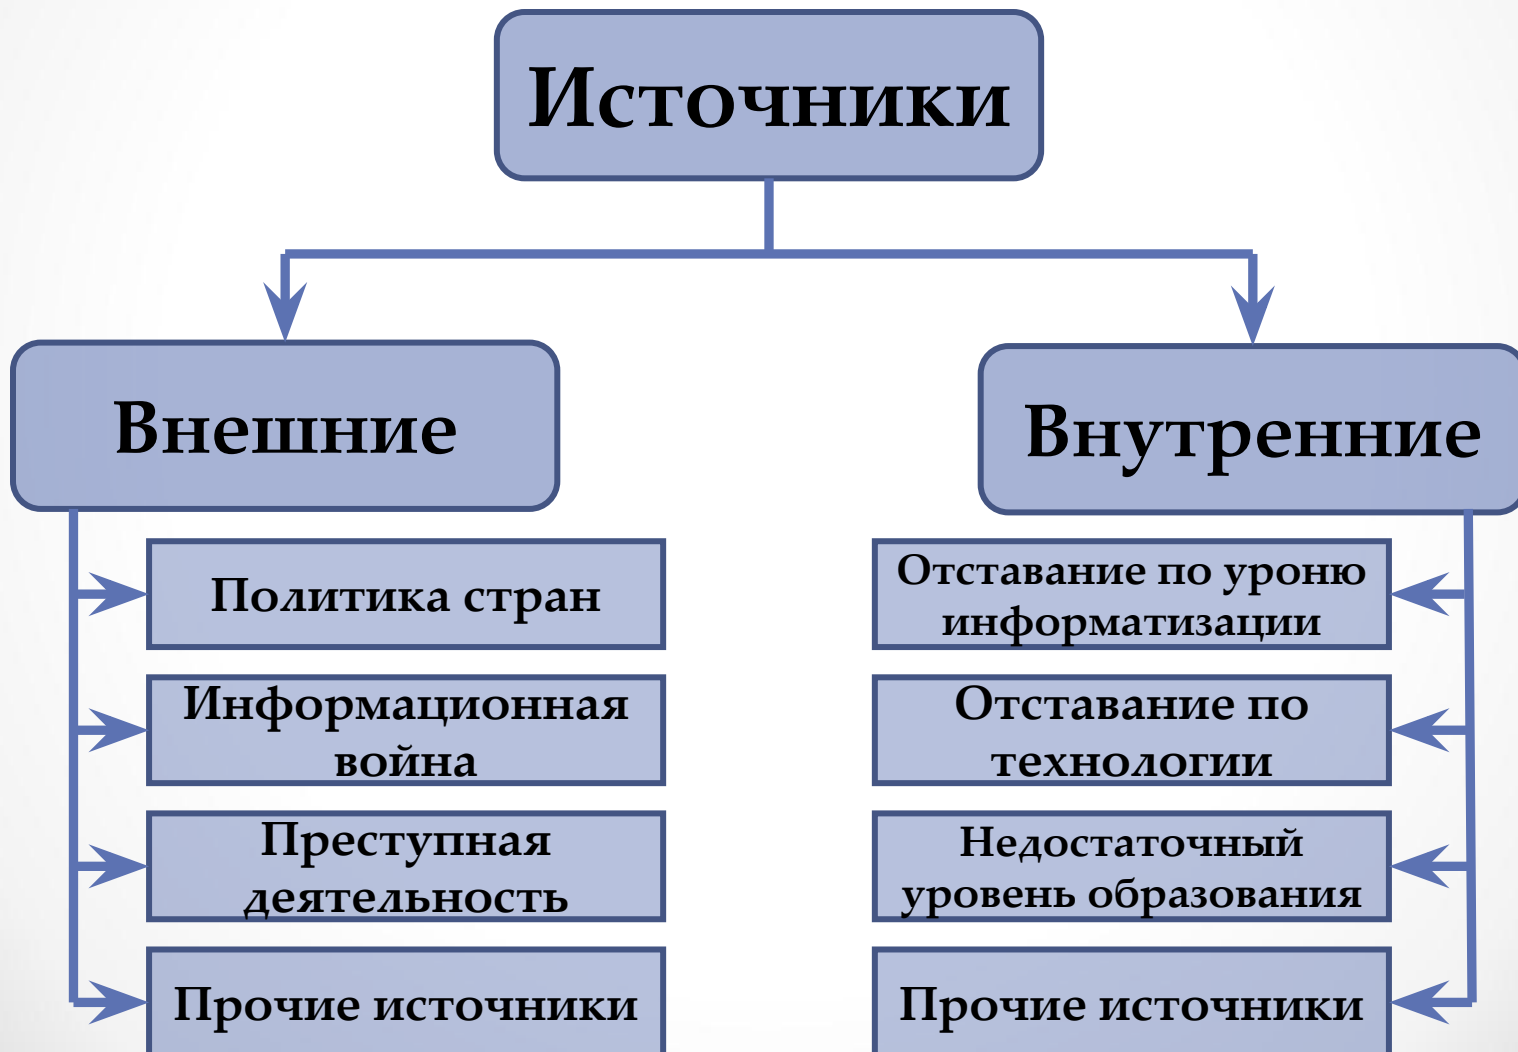 Источники
Внешние
Внутренние
Политика стран
Информационная
война
Преступная
деятельность
Прочие источники
Отставание по уроню
информатизации
Отставание по
технологии
Недостаточный
уровень образования
Прочие источники